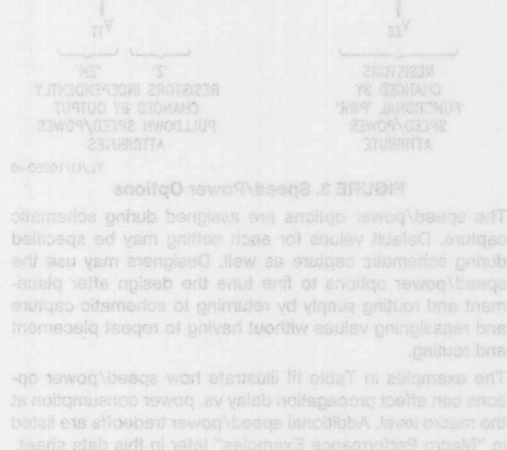 VTT
VEE
RESISTORS
CHANGED BY
FUNCTIONAL 'PWR'
SPEED/POWER
ATTRIBUTE
'Z' 'ZN'
RESISTORS INDEPENDENTLY
CHANGED BY OUTPUT
PULLDOWN SPEED/POWER
ATTRIBUTES
FIGURE 3. Speed/Power Options
The speed/power options are assigned during schematic
capture. Default values for each setting may be specified
during schematic capture as well. Designers may use the
speed/power options to fine tune the design after place-
ment and routing simply by returning to schematic capture
and reassigning values without having to repeat placement
and routing.
The examples in Table III illustrate how speed/power op-
tions can affect propagation delay vs. power consumption at
the macro level. Additional speed/power tradeoffs are listed
in "Macro Performance Examples" later in this data sheet.